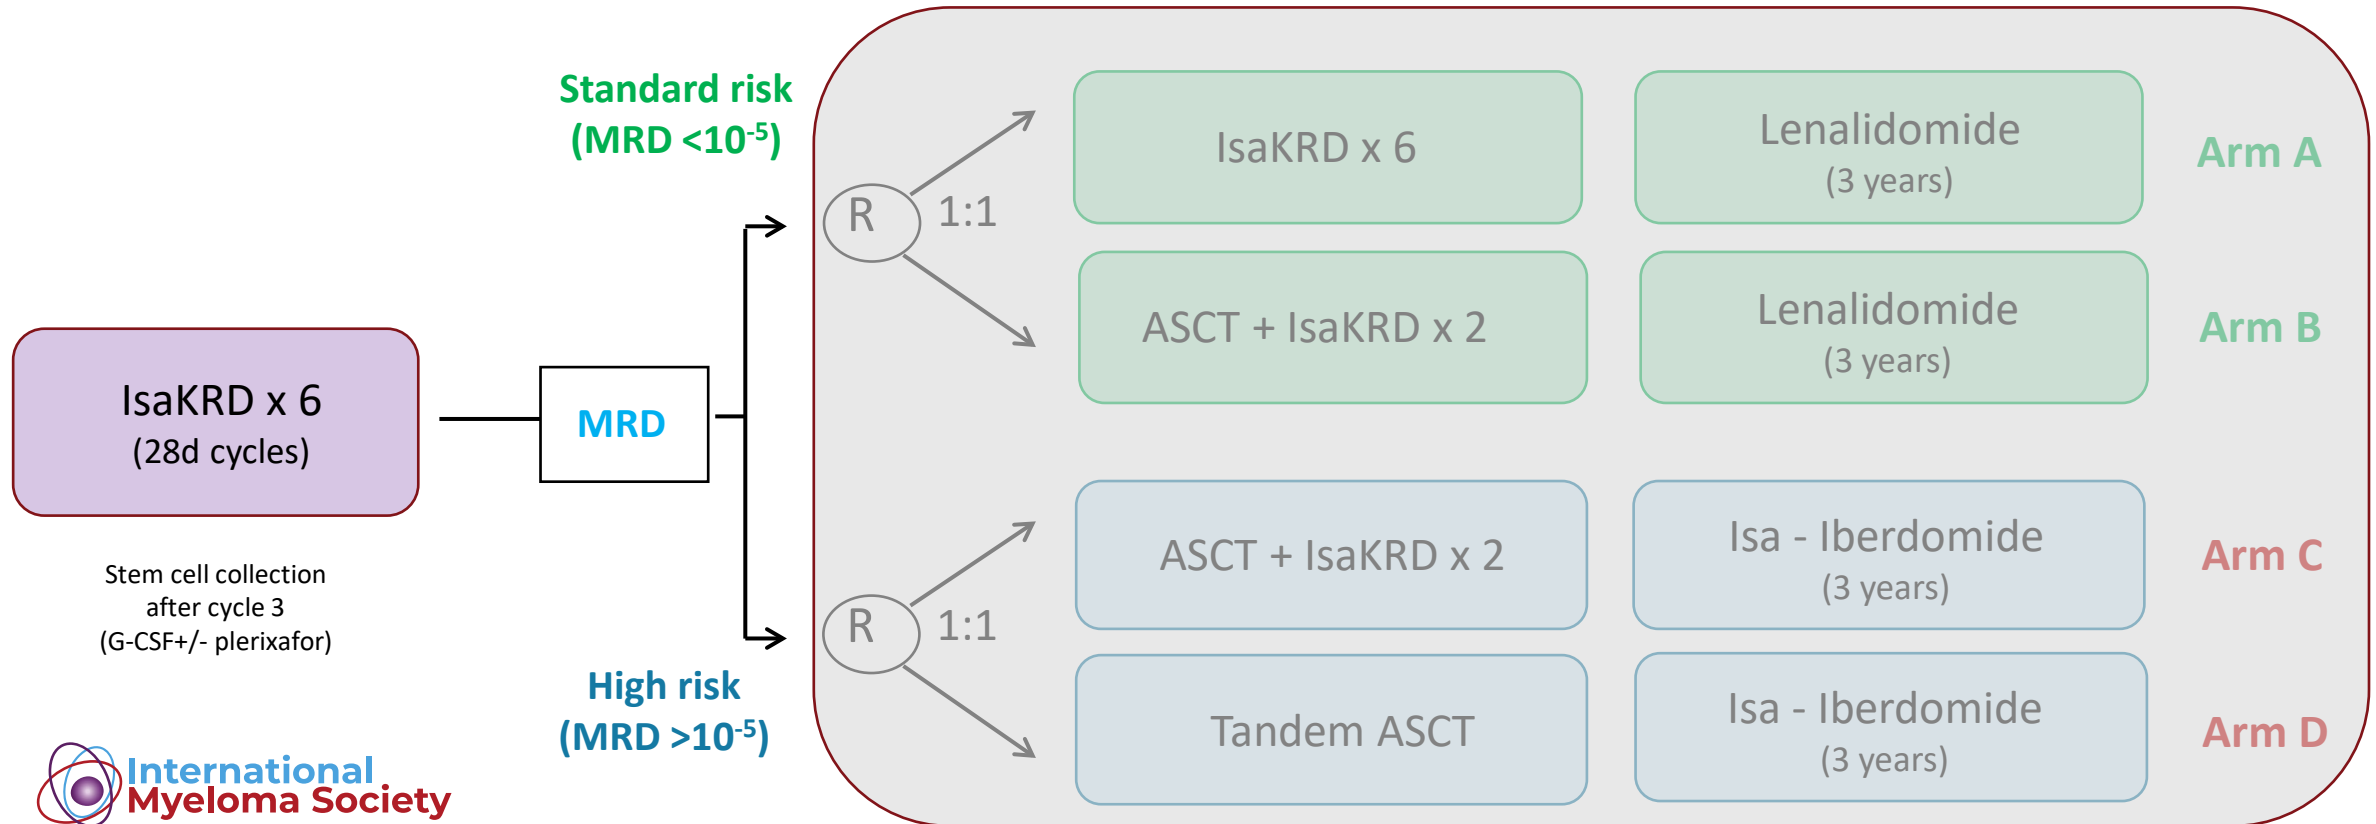 IsaKRD x 6
(28d cycles)
Stem cell collection
after cycle 3
(G-CSF+/- plerixafor)
MRD
Standard risk
(MRD <10⁻⁵)
High risk
(MRD >10⁻⁵)
R
1:1
IsaKRD x 6
Lenalidomide
(3 years)
Arm A
ASCT + IsaKRD x 2
Lenalidomide
(3 years)
Arm B
R
1:1
ASCT + IsaKRD x 2
Isa - Iberdomide
(3 years)
Arm C
Tandem ASCT
Isa - Iberdomide
(3 years)
Arm D
International
Myeloma Society